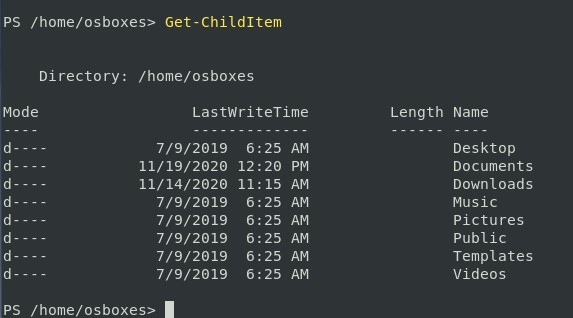 PS /home/osboxes> Get-ChildItem
Directory: /home/osboxes
Mode                 LastWriteTime         Length Name
----                 -------------         ------ ----
d----            7/9/2019  6:25 AM                Desktop
d----          11/19/2020 12:20 PM                Documents
d----          11/14/2020 11:15 AM                Downloads
d----            7/9/2019  6:25 AM                Music
d----            7/9/2019  6:25 AM                Pictures
d----            7/9/2019  6:25 AM                Public
d----            7/9/2019  6:25 AM                Templates
d----            7/9/2019  6:25 AM                Videos
PS /home/osboxes>